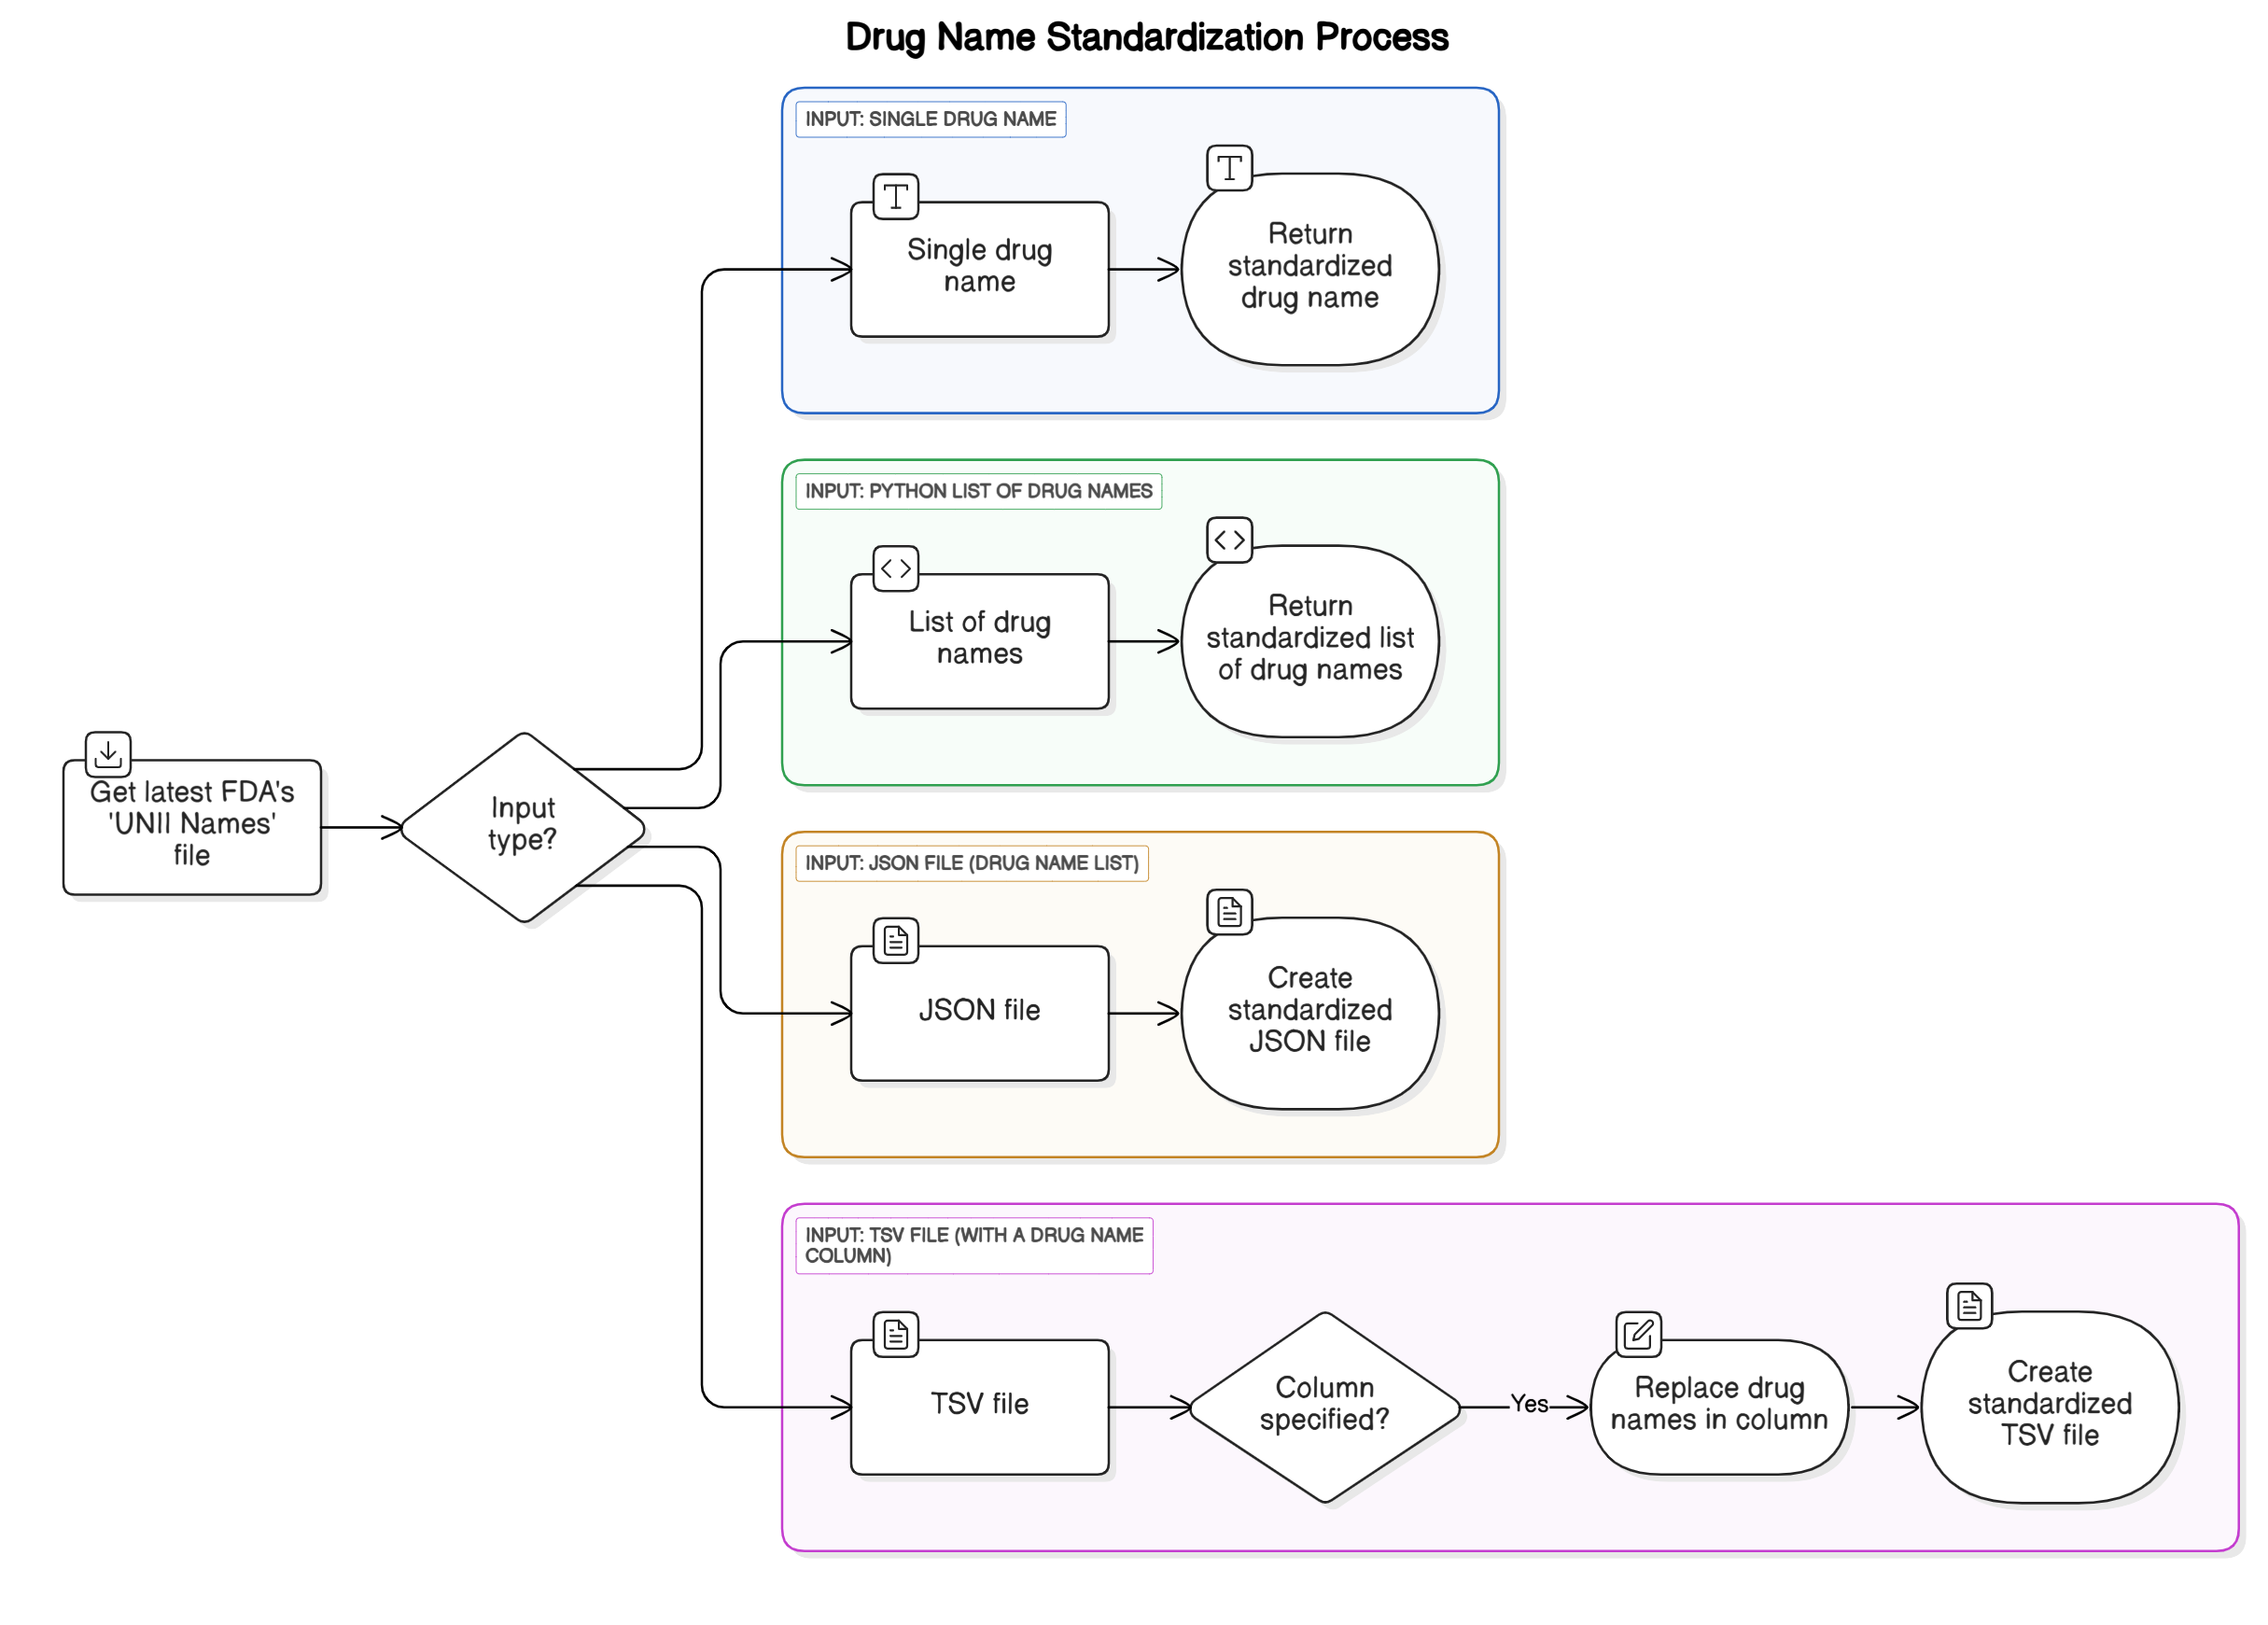 Drug Name Standardization Process
INPUT: SINGLE DRUG NAME
Single drug
name
Return
standardized
drug name
INPUT: PYTHON LIST OF DRUG NAMES
List of drug
names
Return
standardized list
of drug names
Get latest FDA's
'UNII Names'
file
Input
type?
INPUT: JSON FILE (DRUG NAME LIST)
JSON file
Create
standardized
JSON file
INPUT: TSV FILE (WITH A DRUG NAME
COLUMN)
TSV file
Column
specified?
Yes
Replace drug
names in column
Create
standardized
TSV file